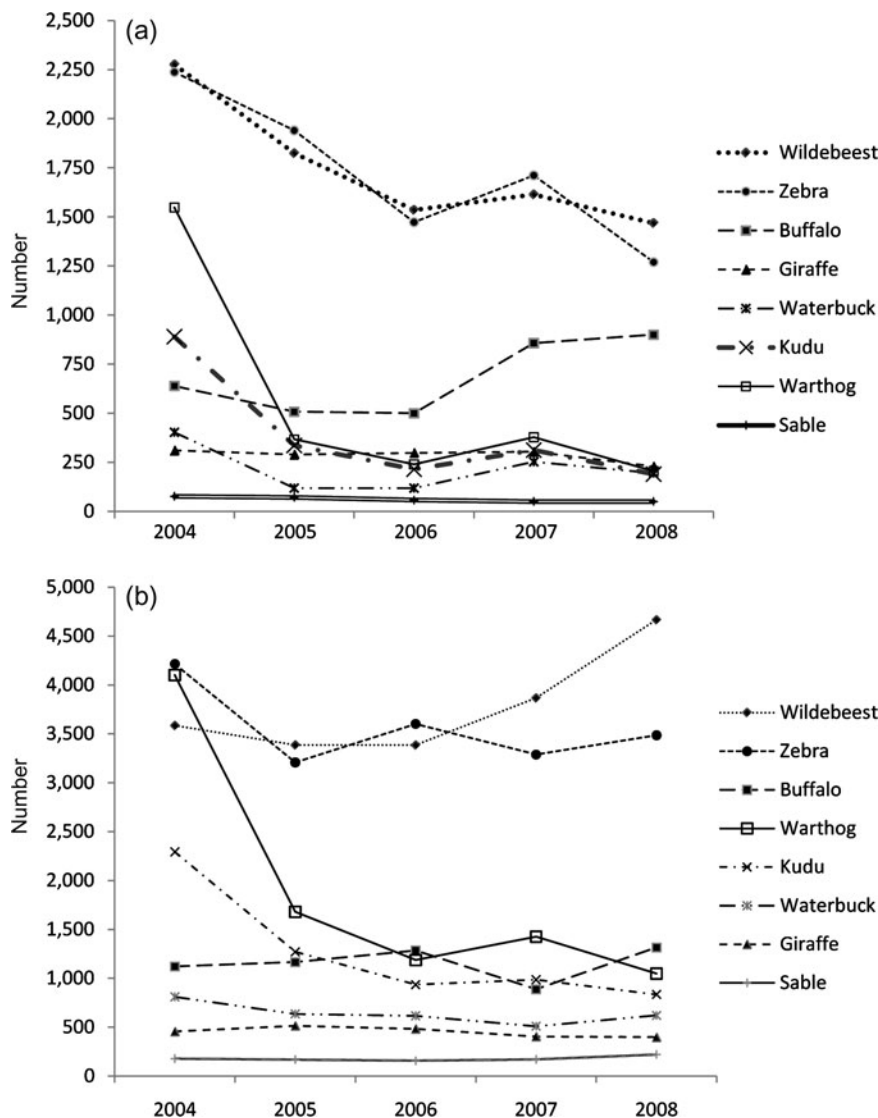 (a)
2,500
2,250
2,000
1,750
1,500
1,250
1,000
750
500
250
0
Number
2004 2005 2006 2007 2008
Wildebeest
Zebra
Buffalo
Giraffe
Waterbuck
Kudu
Warthog
Sable
(b)
5,000
4,500
4,000
3,500
3,000
2,500
2,000
1,500
1,000
500
0
Number
2004 2005 2006 2007 2008
Wildebeest
Zebra
Buffalo
Warthog
Kudu
Waterbuck
Giraffe
Sable